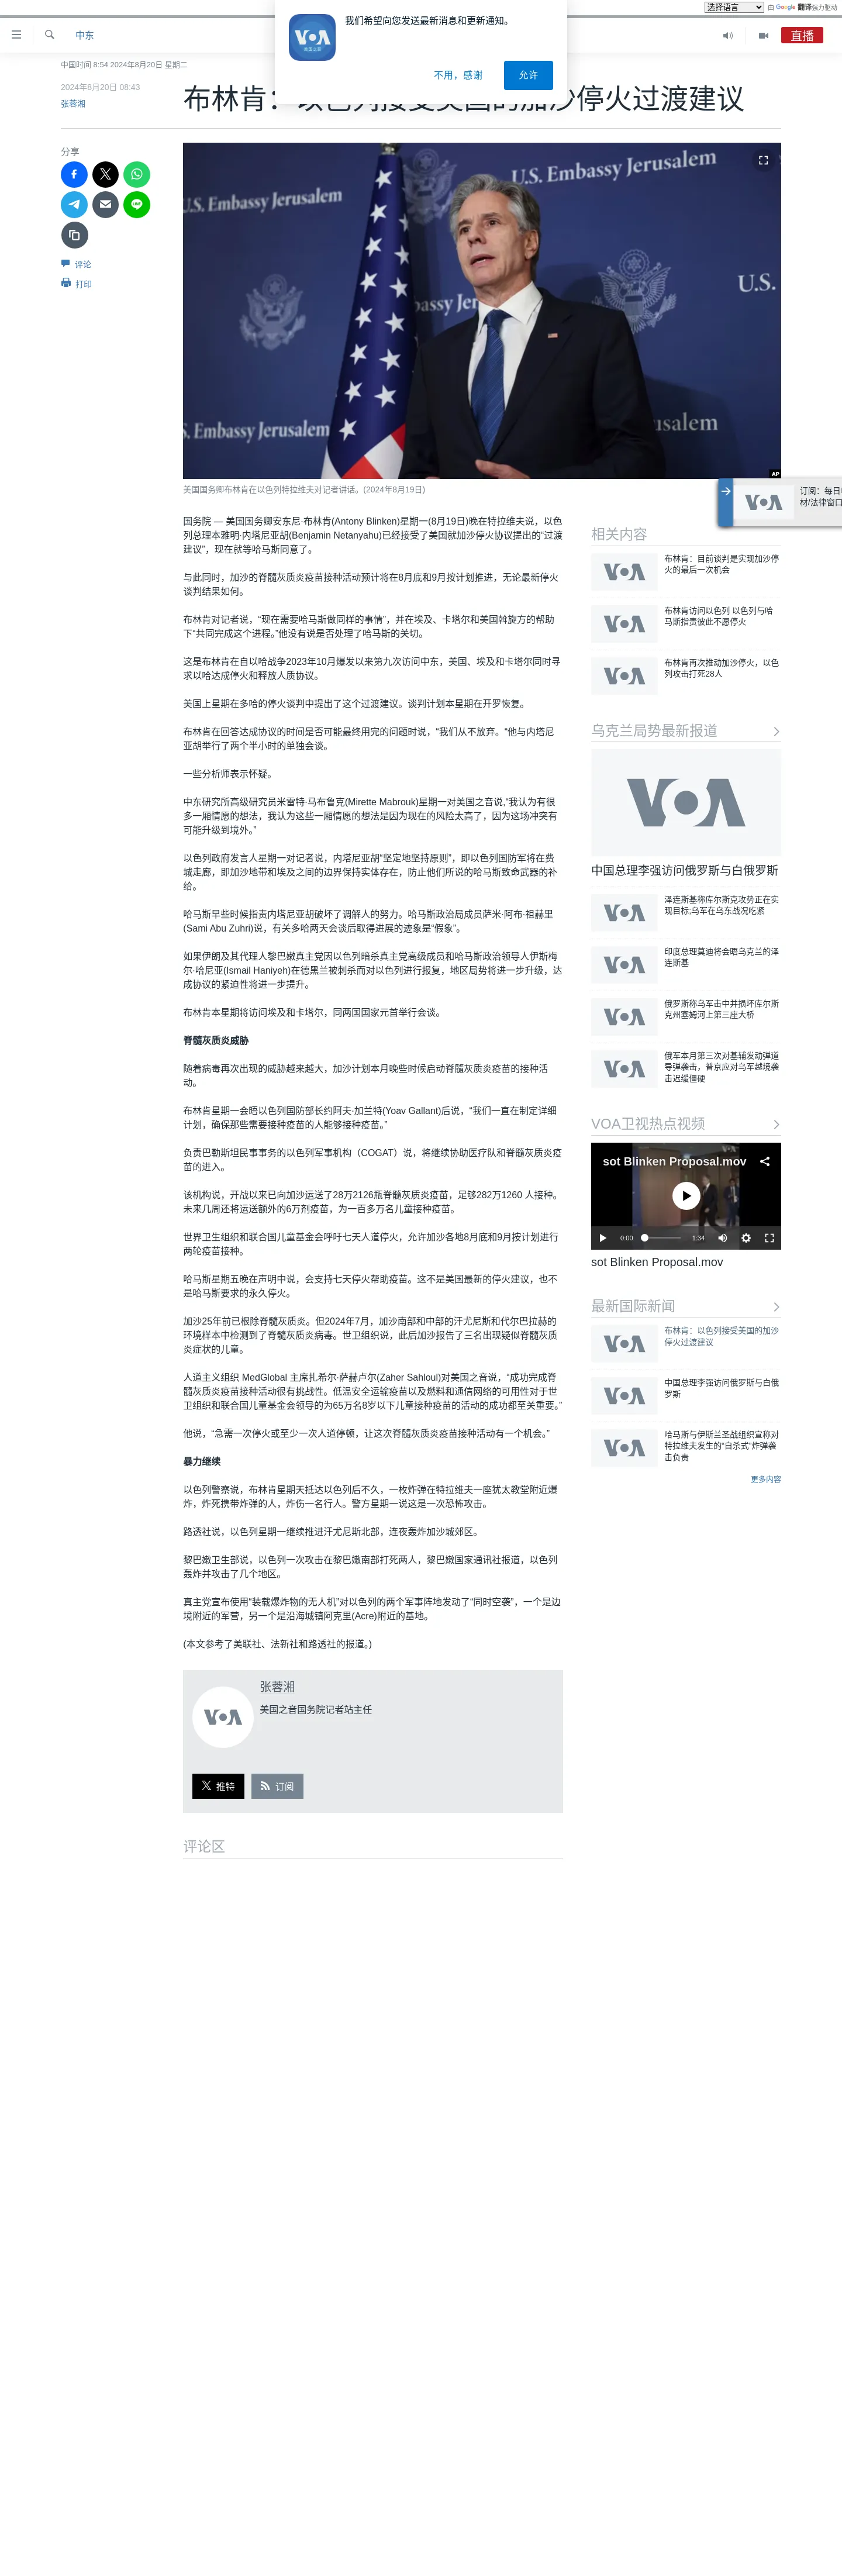 选择语言
由 Google 翻译强力驱动
我们希望向您发送最新消息和更新通知。
VOA
美国之音
不用，感谢
允许
中东
直播
中国时间 8:54 2024年8月20日 星期二
2024年8月20日 08:43
张蓉湘
布林肯：以色列接受美国的加沙停火过渡建议
分享
评论
打印
U.S. Embassy Jerusalem
U.S. Embassy Jerusalem
U.S.
Jerusalem
AP
美国国务卿布林肯在以色列特拉维夫对记者讲话。(2024年8月19日)
国务院 — 美国国务卿安东尼·布林肯(Antony Blinken)星期一(8月19日)晚在特拉维夫说，以色
列总理本雅明·内塔尼亚胡(Benjamin Netanyahu)已经接受了美国就加沙停火协议提出的“过渡
建议”，现在就等哈马斯同意了。
与此同时，加沙的脊髓灰质炎疫苗接种活动预计将在8月底和9月按计划推进，无论最新停火
谈判结果如何。
布林肯对记者说，“现在需要哈马斯做同样的事情”，并在埃及、卡塔尔和美国斡旋方的帮助
下“共同完成这个进程。”他没有说是否处理了哈马斯的关切。
这是布林肯在自以哈战争2023年10月爆发以来第九次访问中东，美国、埃及和卡塔尔同时寻
求以哈达成停火和释放人质协议。
美国上星期在多哈的停火谈判中提出了这个过渡建议。谈判计划本星期在开罗恢复。
布林肯在回答达成协议的时间是否可能最终用完的问题时说，“我们从不放弃。“他与内塔尼
亚胡举行了两个半小时的单独会谈。
一些分析师表示怀疑。
中东研究所高级研究员米雷特·马布鲁克(Mirette Mabrouk)星期一对美国之音说,“我认为有很
多一厢情愿的想法，我认为这些一厢情愿的想法是因为现在的风险太高了，因为这场冲突有
可能升级到境外。”
以色列政府发言人星期一对记者说，内塔尼亚胡“坚定地坚持原则”，即以色列国防军将在费
城走廊，即加沙地带和埃及之间的边界保持实体存在，防止他们所说的哈马斯致命武器的补
给。
哈马斯早些时候指责内塔尼亚胡破坏了调解人的努力。哈马斯政治局成员萨米·阿布·祖赫里
(Sami Abu Zuhri)说，有关多哈两天会谈后取得进展的迹象是“假象”。
如果伊朗及其代理人黎巴嫩真主党因以色列暗杀真主党高级成员和哈马斯政治领导人伊斯梅
尔·哈尼亚(Ismail Haniyeh)在德黑兰被刺杀而对以色列进行报复，地区局势将进一步升级，达
成协议的紧迫性将进一步提升。
布林肯本星期将访问埃及和卡塔尔，同两国国家元首举行会谈。
脊髓灰质炎威胁
随着病毒再次出现的威胁越来越大，加沙计划本月晚些时候启动脊髓灰质炎疫苗的接种活
动。
布林肯星期一会晤以色列国防部长约阿夫·加兰特(Yoav Gallant)后说，“我们一直在制定详细
计划，确保那些需要接种疫苗的人能够接种疫苗。”
负责巴勒斯坦民事事务的以色列军事机构（COGAT）说，将继续协助医疗队和脊髓灰质炎疫
苗的进入。
该机构说，开战以来已向加沙运送了28万2126瓶脊髓灰质炎疫苗，足够282万1260 人接种。
未来几周还将运送额外的6万剂疫苗，为一百多万名儿童接种疫苗。
世界卫生组织和联合国儿童基金会呼吁七天人道停火，允许加沙各地8月底和9月按计划进行
两轮疫苗接种。
哈马斯星期五晚在声明中说，会支持七天停火帮助疫苗。这不是美国最新的停火建议，也不
是哈马斯要求的永久停火。
加沙25年前已根除脊髓灰质炎。但2024年7月，加沙南部和中部的汗尤尼斯和代尔巴拉赫的
环境样本中检测到了脊髓灰质炎病毒。世卫组织说，此后加沙报告了三名出现疑似脊髓灰质
炎症状的儿童。
人道主义组织 MedGlobal 主席扎希尔·萨赫卢尔(Zaher Sahloul)对美国之音说，“成功完成脊
髓灰质炎疫苗接种活动很有挑战性。低温安全运输疫苗以及燃料和通信网络的可用性对于世
卫组织和联合国儿童基金会领导的为65万名8岁以下儿童接种疫苗的活动的成功都至关重要。”
他说，“急需一次停火或至少一次人道停顿，让这次脊髓灰质炎疫苗接种活动有一个机会。”
暴力继续
以色列警察说，布林肯星期天抵达以色列后不久，一枚炸弹在特拉维夫一座犹太教堂附近爆
炸，炸死携带炸弹的人，炸伤一名行人。警方星期一说这是一次恐怖攻击。
路透社说，以色列星期一继续推进汗尤尼斯北部，连夜轰炸加沙城郊区。
黎巴嫩卫生部说，以色列一次攻击在黎巴嫩南部打死两人，黎巴嫩国家通讯社报道，以色列
轰炸并攻击了几个地区。
真主党宣布使用“装载爆炸物的无人机”对以色列的两个军事阵地发动了“同时空袭”，一个是边
境附近的军营，另一个是沿海城镇阿克里(Acre)附近的基地。
(本文参考了美联社、法新社和路透社的报道。)
VOA
张蓉湘
美国之音国务院记者站主任
推特
订阅
评论区
VOA
订阅：每日
材/法律窗口
相关内容
VOA
布林肯：目前谈判是实现加沙停
火的最后一次机会
VOA
布林肯访问以色列 以色列与哈
马斯指责彼此不愿停火
VOA
布林肯再次推动加沙停火，以色
列攻击打死28人
乌克兰局势最新报道
VOA
中国总理李强访问俄罗斯与白俄罗斯
VOA
泽连斯基称库尔斯克攻势正在实
现目标;乌军在乌东战况吃紧
VOA
印度总理莫迪将会晤乌克兰的泽
连斯基
VOA
俄罗斯称乌军击中并损坏库尔斯
克州塞姆河上第三座大桥
VOA
俄军本月第三次对基辅发动弹道
导弹袭击，普京应对乌军越境袭
击迟缓僵硬
VOA卫视热点视频
sot Blinken Proposal.mov
0:00
1:34
sot Blinken Proposal.mov
最新国际新闻
VOA
布林肯：以色列接受美国的加沙
停火过渡建议
VOA
中国总理李强访问俄罗斯与白俄
罗斯
VOA
哈马斯与伊斯兰圣战组织宣称对
特拉维夫发生的“自杀式”炸弹袭
击负责
更多内容